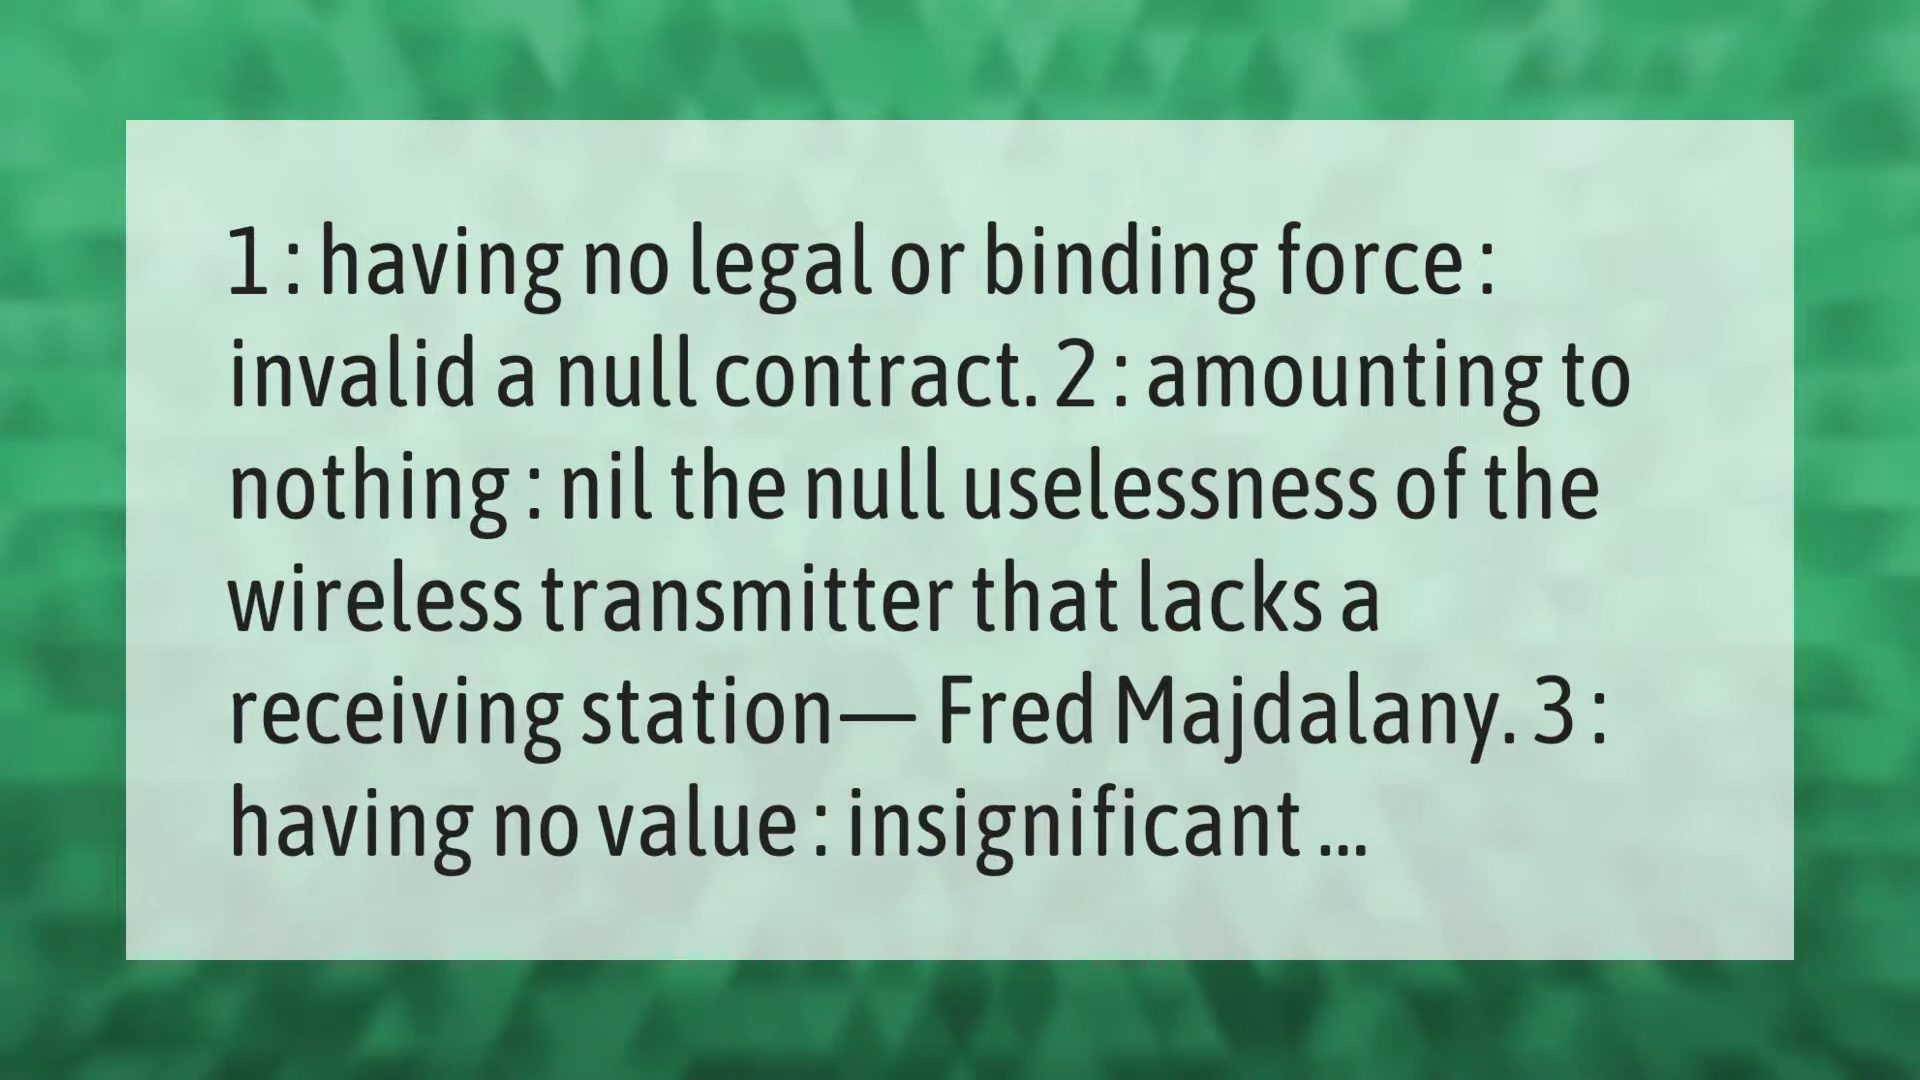 1 : having no legal or binding force :
invalid a null contract. 2 : amounting to
nothing : nil the null uselessness of the
wireless transmitter that lacks a
receiving station— Fred Majdalany. 3 :
having no value : insignificant ...